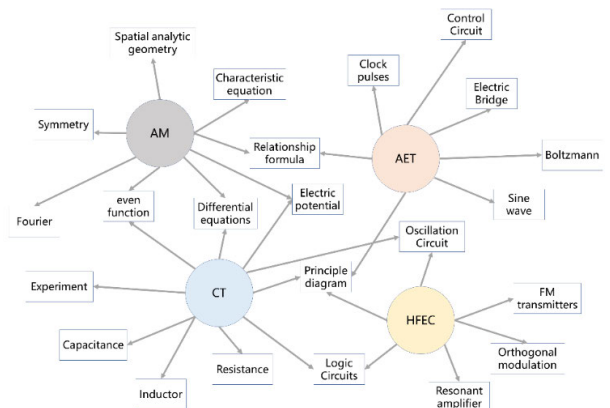 Control
Circuit
Spatial analytic
geometry
Clock
pulses
Characteristic
equation
Electric
Bridge
Symmetry
AM
Relationship
formula
AET
Boltzmann
Fourier
even
function
Differential
equations
Electric
potential
Sine
wave
Oscillation
Circuit
Experiment
CT
Principle
diagram
HFEC
FM
transmitters
Capacitance
Inductor
Resistance
Logic
Circuits
Orthogonal
modulation
Resonant
amplifier